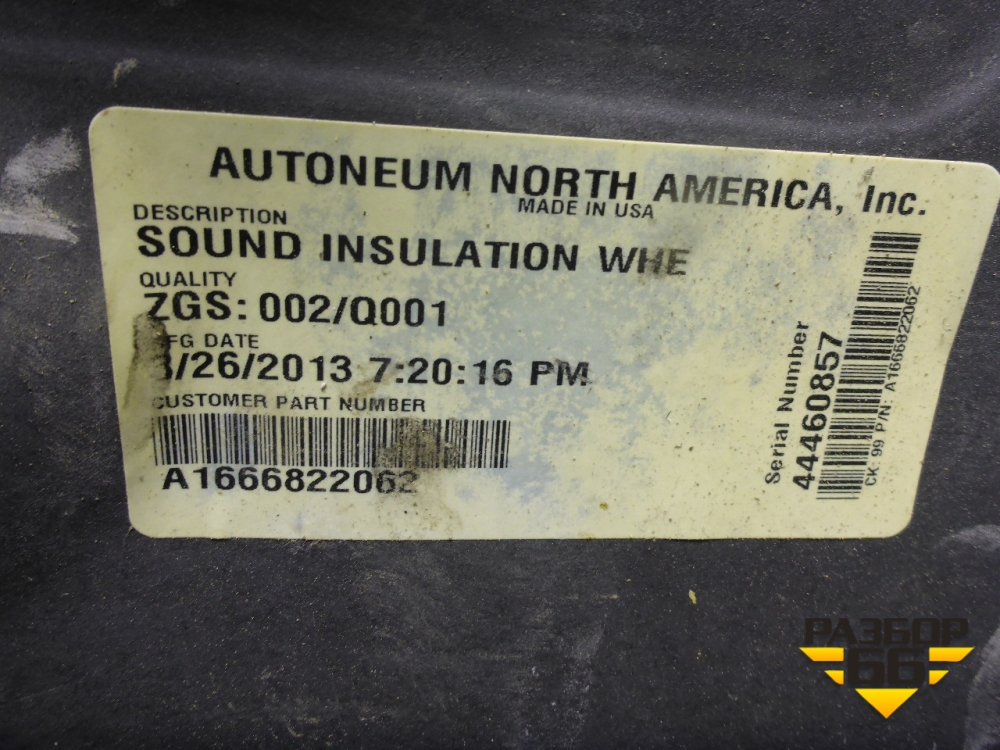 AUTONEUM NORTH AMERICA, Inc.
MADE IN USA
DESCRIPTION
SOUND INSULATION WHE
QUALITY
ZGS: 002/Q001
MFG DATE
/26/2013 7:20:16 PM
CUSTOMER PART NUMBER
A1666822062
Serial Number
44460857
CK: 99 P/N: A1666822062
РАЗБОР
66